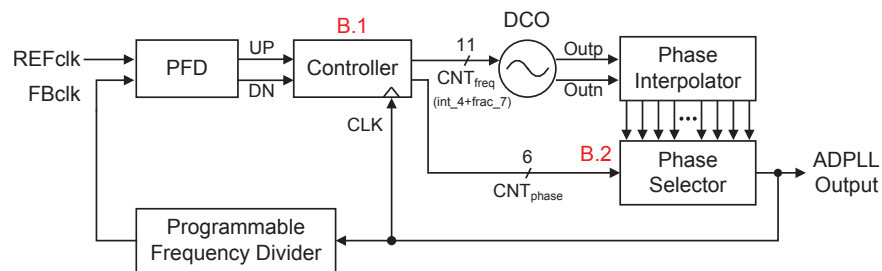 B.1
DCO
REFclk
FBclk
PFD
UP
DN
Controller
11
CNTfreq
(int_4+frac_7)
Outp
Outn
Phase
Interpolator
CLK
...
6
CNTphase
B.2
Phase
Selector
ADPLL
Output
Programmable
Frequency Divider